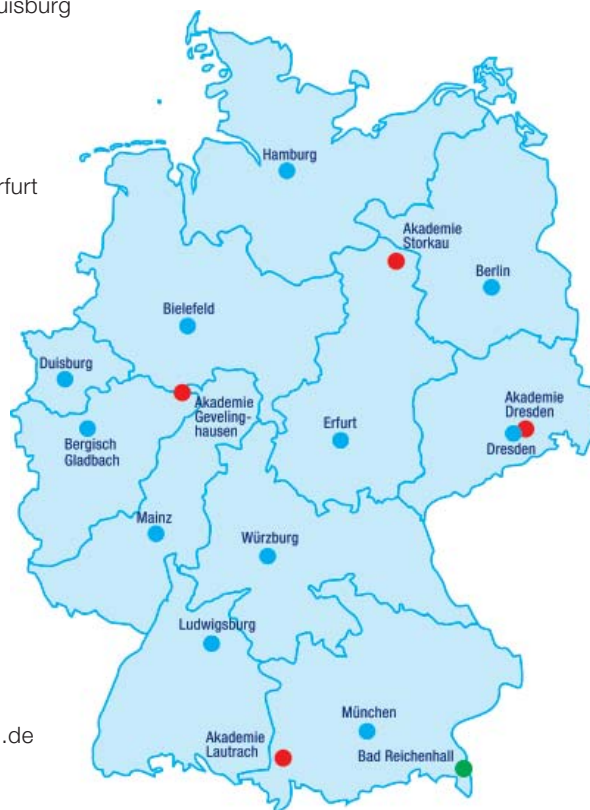 uisburg
Hamburg
rfurt
Akademie
Storkau
Berlin
Bielefeld
Duisburg
Akademie
Geveling-
hausen
Akademie
Dresden
Dresden
Erfurt
Bergisch
Gladbach
Mainz
Würzburg
Ludwigsburg
München
.de
Akademie
Lautrach
Bad Reichenhall